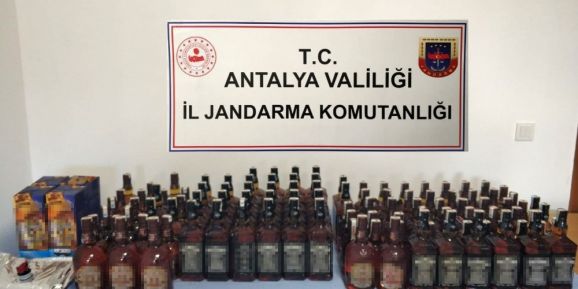 T.C.
ANTALYA VALİLİĞİ
İL JANDARMA KOMUTANLIĞI